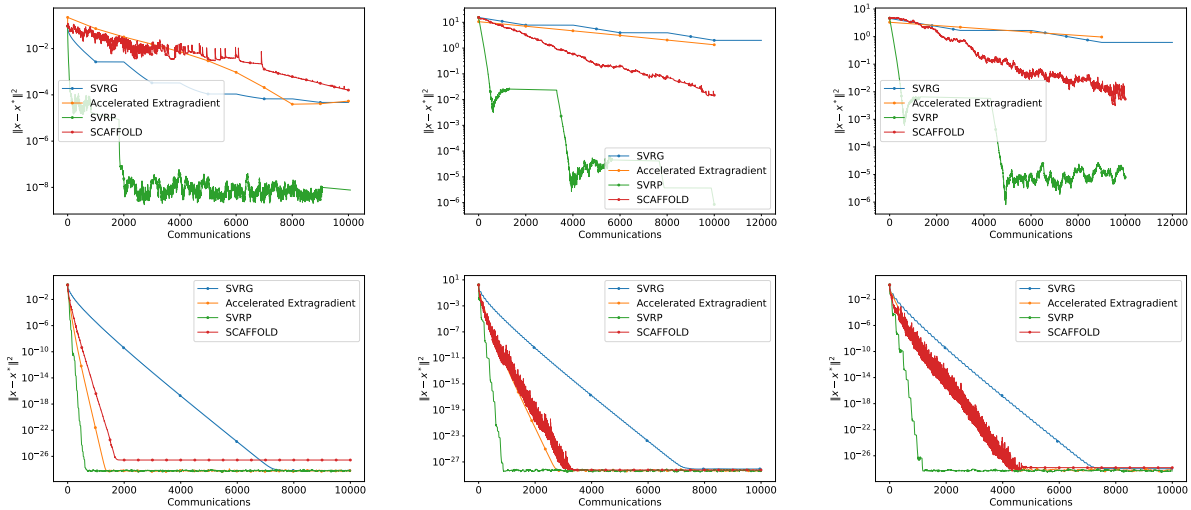 10^{-2}
10^{-4}
10^{-6}
10^{-8}
‖x − x*‖²
SVRG
Accelerated Extragradient
SVRP
SCAFFOLD
0 2000 4000 6000 8000 10000
Communications
10^{1}
10^{0}
10^{-1}
10^{-2}
10^{-3}
10^{-4}
10^{-5}
10^{-6}
‖x − x*‖²
SVRG
Accelerated Extragradient
SVRP
SCAFFOLD
0 2000 4000 6000 8000 10000 12000
Communications
10^{1}
10^{0}
10^{-1}
10^{-2}
10^{-3}
10^{-4}
10^{-5}
10^{-6}
‖x − x*‖²
SVRG
Accelerated Extragradient
SVRP
SCAFFOLD
0 2000 4000 6000 8000 10000 12000
Communications
10^{-2}
10^{-6}
10^{-10}
10^{-14}
10^{-18}
10^{-22}
10^{-26}
‖x − x*‖²
SVRG
Accelerated Extragradient
SVRP
SCAFFOLD
0 2000 4000 6000 8000 10000
Communications
10^{1}
10^{-3}
10^{-7}
10^{-11}
10^{-15}
10^{-19}
10^{-23}
10^{-27}
‖x − x*‖²
SVRG
Accelerated Extragradient
SVRP
SCAFFOLD
0 2000 4000 6000 8000 10000
Communications
10^{-2}
10^{-6}
10^{-10}
10^{-14}
10^{-18}
10^{-22}
10^{-26}
‖x − x*‖²
SVRG
Accelerated Extragradient
SVRP
SCAFFOLD
0 2000 4000 6000 8000 10000
Communications